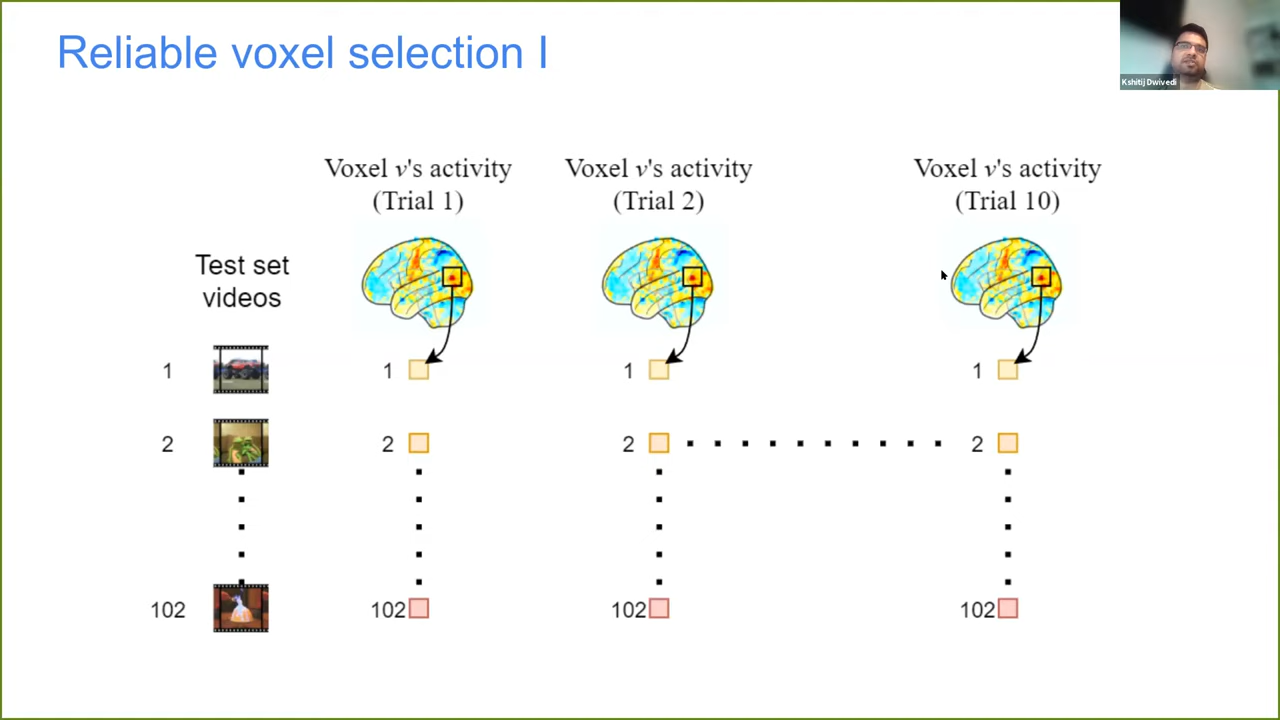 Reliable voxel selection I
Kshitij Dwivedi
Voxel v's activity
(Trial 1)
Voxel v's activity
(Trial 2)
Voxel v's activity
(Trial 10)
Test set
videos
1 1 1 1
2 2 2 2
102 102 102 102